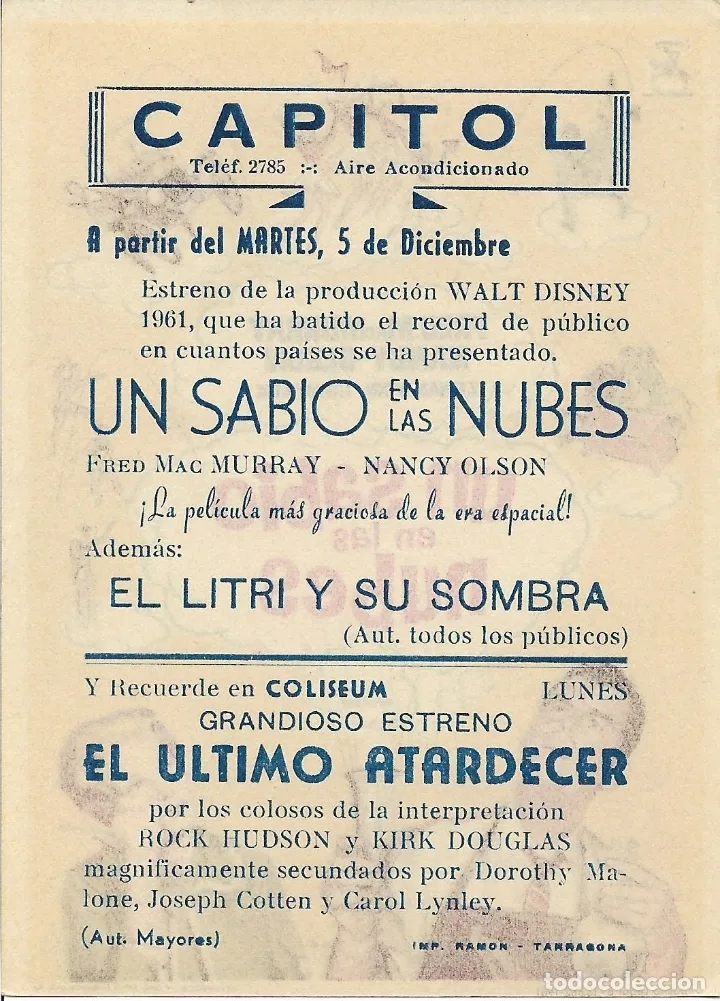 CAPITOL
Teléf. 2785 :-: Aire Acondicionado
A partir del MARTES, 5 de Diciembre
Estreno de la producción WALT DISNEY
1961, que ha batido el record de público
en cuantos países se ha presentado.
UN SABIO EN LAS NUBES
FRED MAC MURRAY - NANCY OLSON
¡La película más graciosa de la era espacial!
Además:
EL LITRI Y SU SOMBRA
(Aut. todos los públicos)
Y Recuerde en COLISEUM LUNES
GRANDIOSO ESTRENO
EL ULTIMO ATARDECER
por los colosos de la interpretación
ROCK HUDSON y KIRK DOUGLAS
magnificamente secundados por Dorothy Ma-
lone, Joseph Cotten y Carol Lynley.
(Aut. Mayores)
IMP. RAMON - TARRAGONA
todocoleccion